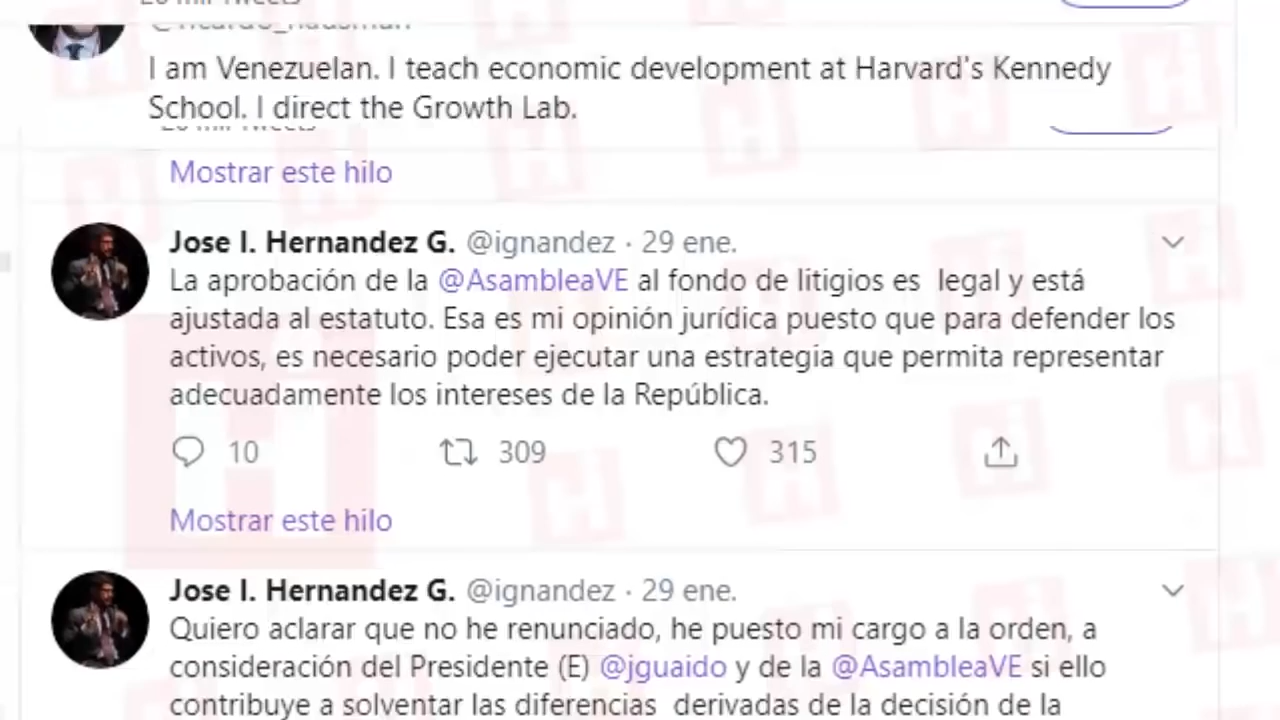 I am Venezuelan. I teach economic development at Harvard's Kennedy
School. I direct the Growth Lab.
Mostrar este hilo
Jose I. Hernandez G. @ignandez · 29 ene.
La aprobación de la @AsambleaVE al fondo de litigios es legal y está
ajustada al estatuto. Esa es mi opinión jurídica puesto que para defender los
activos, es necesario poder ejecutar una estrategia que permita representar
adecuadamente los intereses de la República.
10 309 315
Mostrar este hilo
Jose I. Hernandez G. @ignandez · 29 ene.
Quiero aclarar que no he renunciado, he puesto mi cargo a la orden, a
consideración del Presidente (E) @jguaido y de la @AsambleaVE si ello
contribuye a solventar las diferencias derivadas de la decisión de la